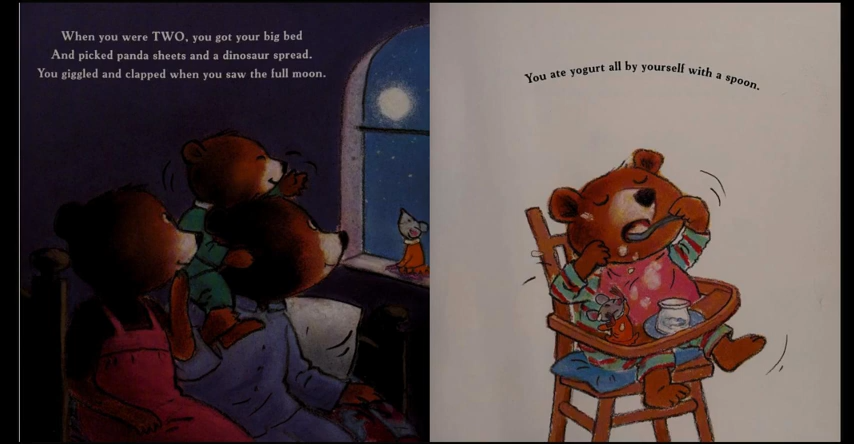 When you were TWO, you got your big bed
And picked panda sheets and a dinosaur spread.
You giggled and clapped when you saw the full moon.
You ate yogurt all by yourself with a spoon.